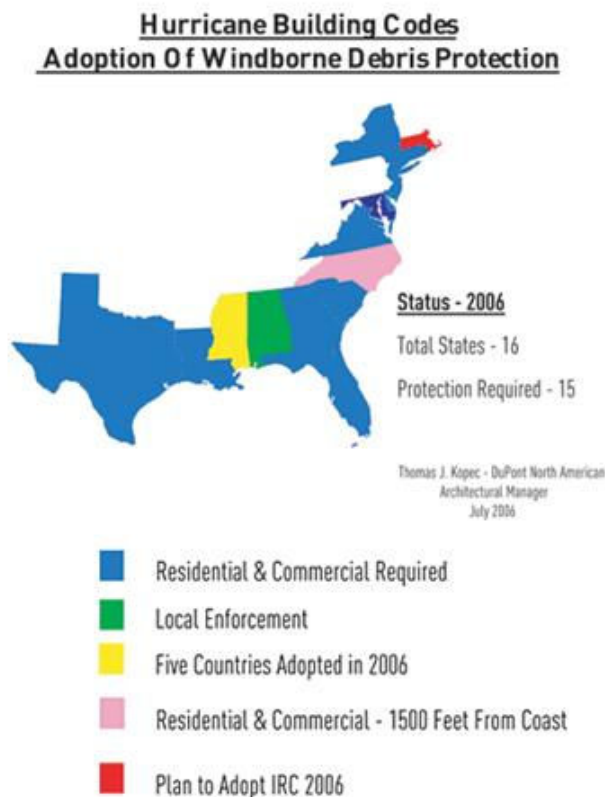 Hurricane Building Codes
Adoption Of Windborne Debris Protection
Status - 2006
Total States - 16
Protection Required - 15
Thomas J. Kopec - DuPont North American
Architectural Manager
July 2006
Residential & Commercial Required
Local Enforcement
Five Countries Adopted in 2006
Residential & Commercial - 1500 Feet From Coast
Plan to Adopt IRC 2006